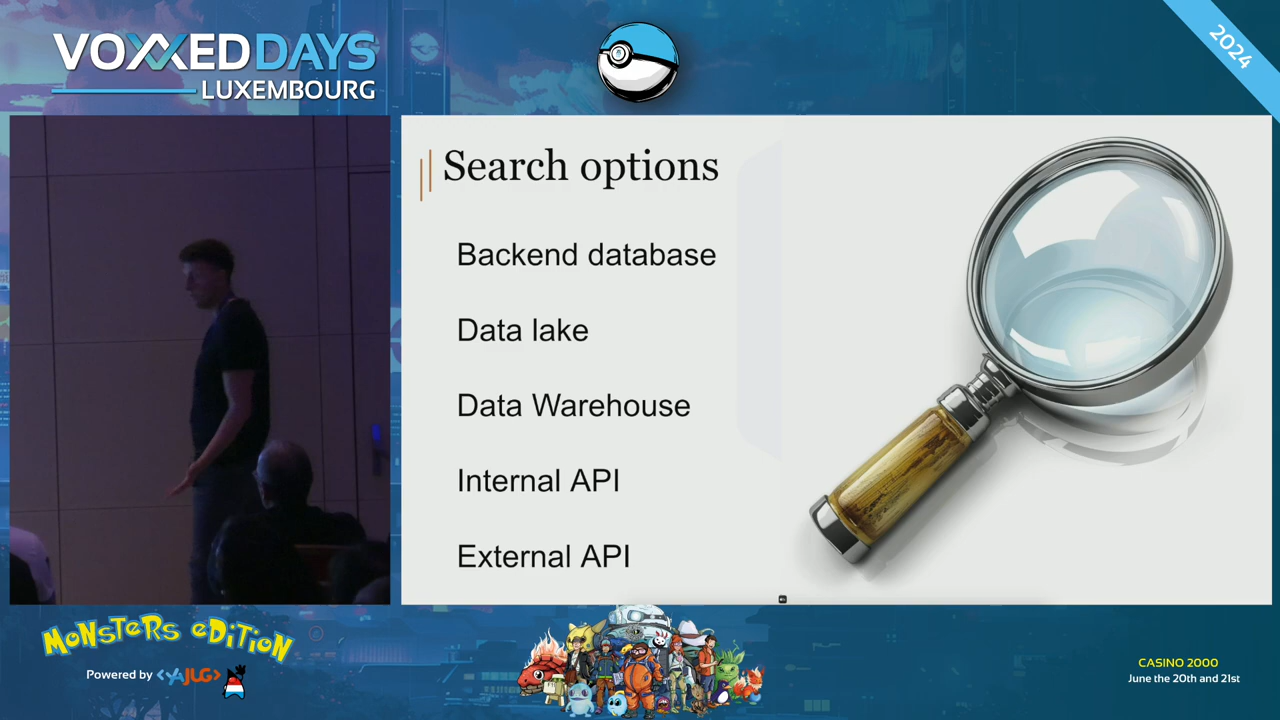 VOXXEDDAYS
LUXEMBOURG
2024
Search options
Backend database
Data lake
Data Warehouse
Internal API
External API
MONSTERS EDITION
Powered by <YAJUG>
CASINO 2000
June the 20th and 21st